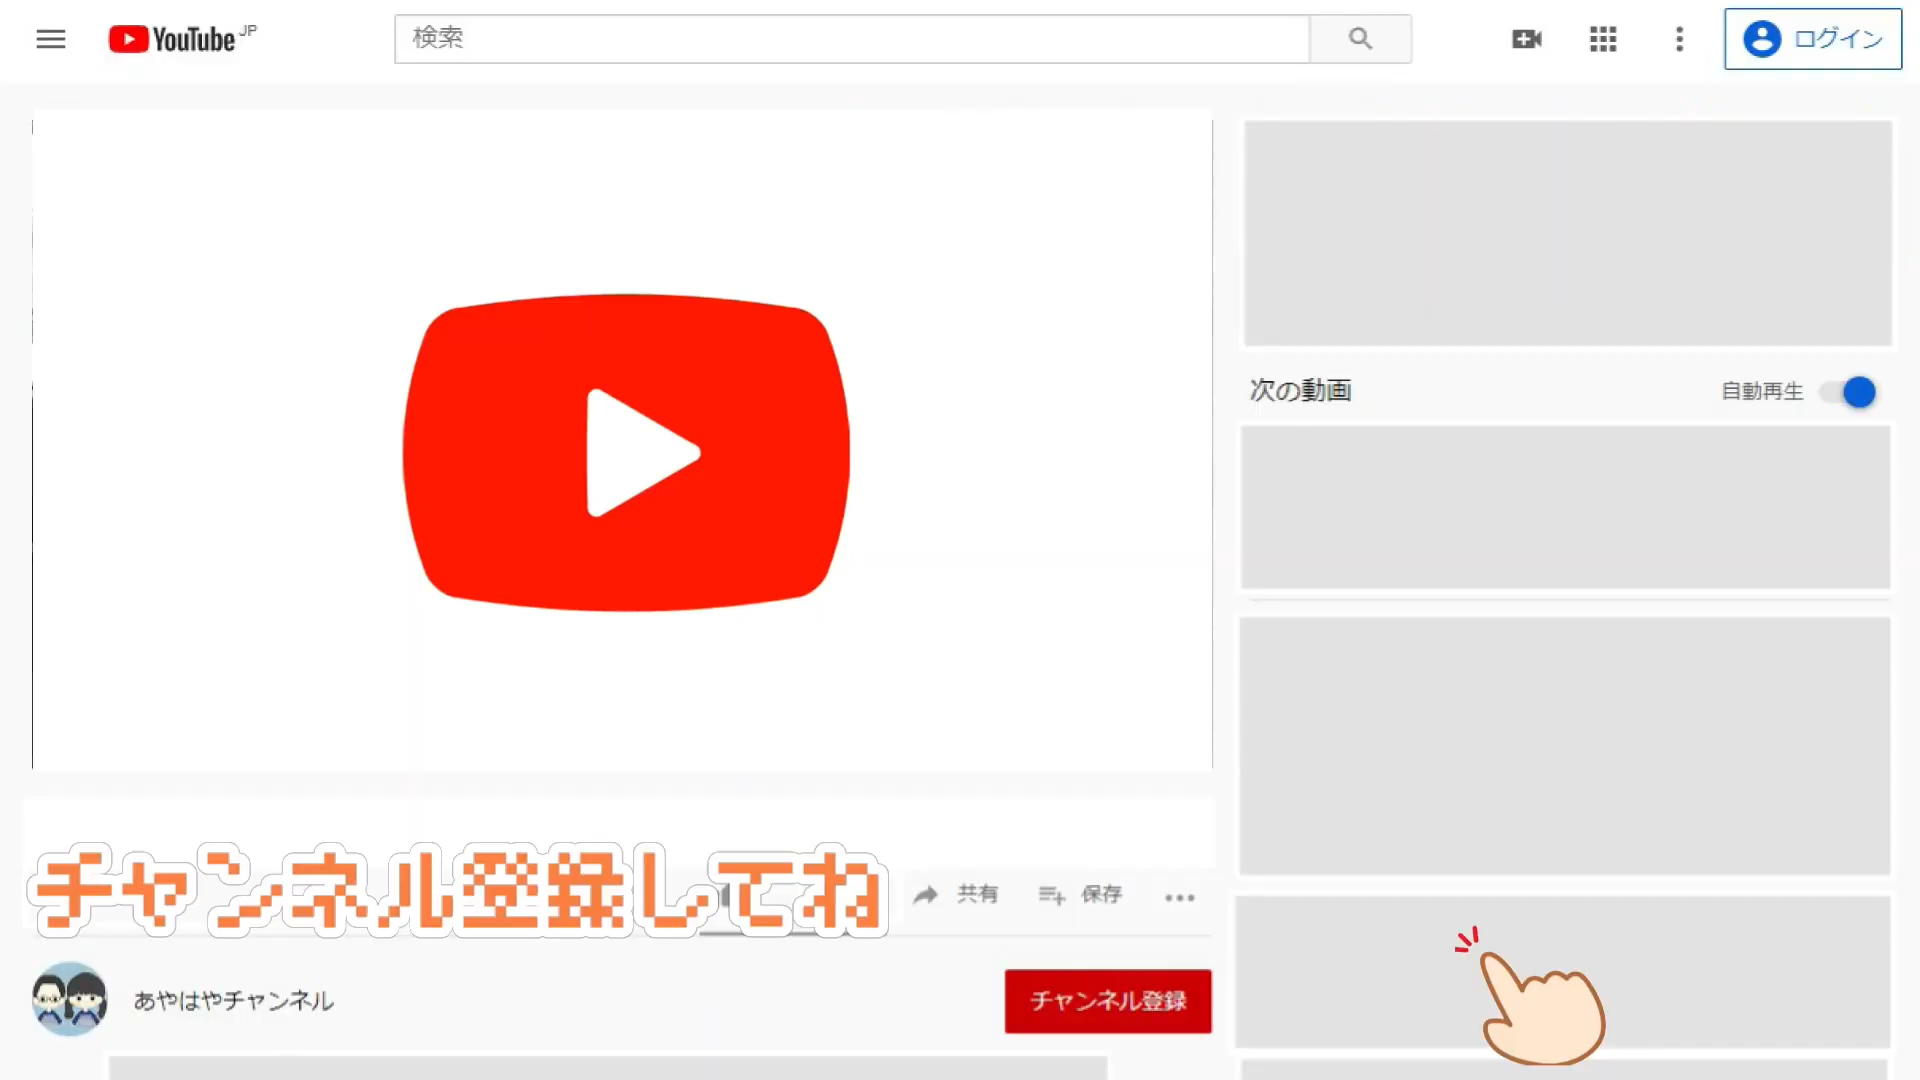 YouTube JP
検索
ログイン
次の動画
自動再生
チャンネル登録してね
共有
保存
あやはやチャンネル
チャンネル登録